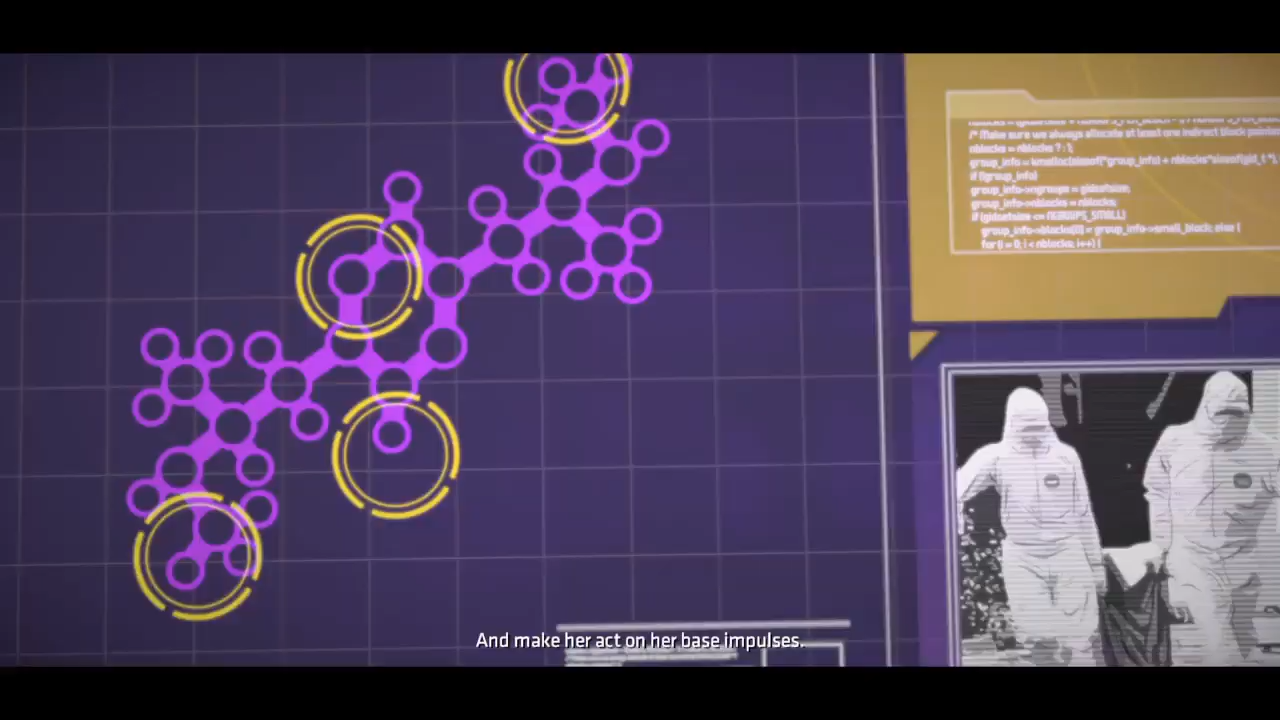 /* Make sure we always allocate at least one indirect block pointer
nblocks = nblocks ? : 1;
group_info = kmalloc(sizeof(*group_info) + nblocks*sizeof(gid_t *),
if (!group_info)
group_info->ngroups = gidsetsize;
group_info->nblocks = nblocks;
if (gidsetsize <= NGROUPS_SMALL)
group_info->blocks[0] = group_info->small_block; else {
for (i = 0; i < nblocks; i++) {
And make her act on her base impulses.